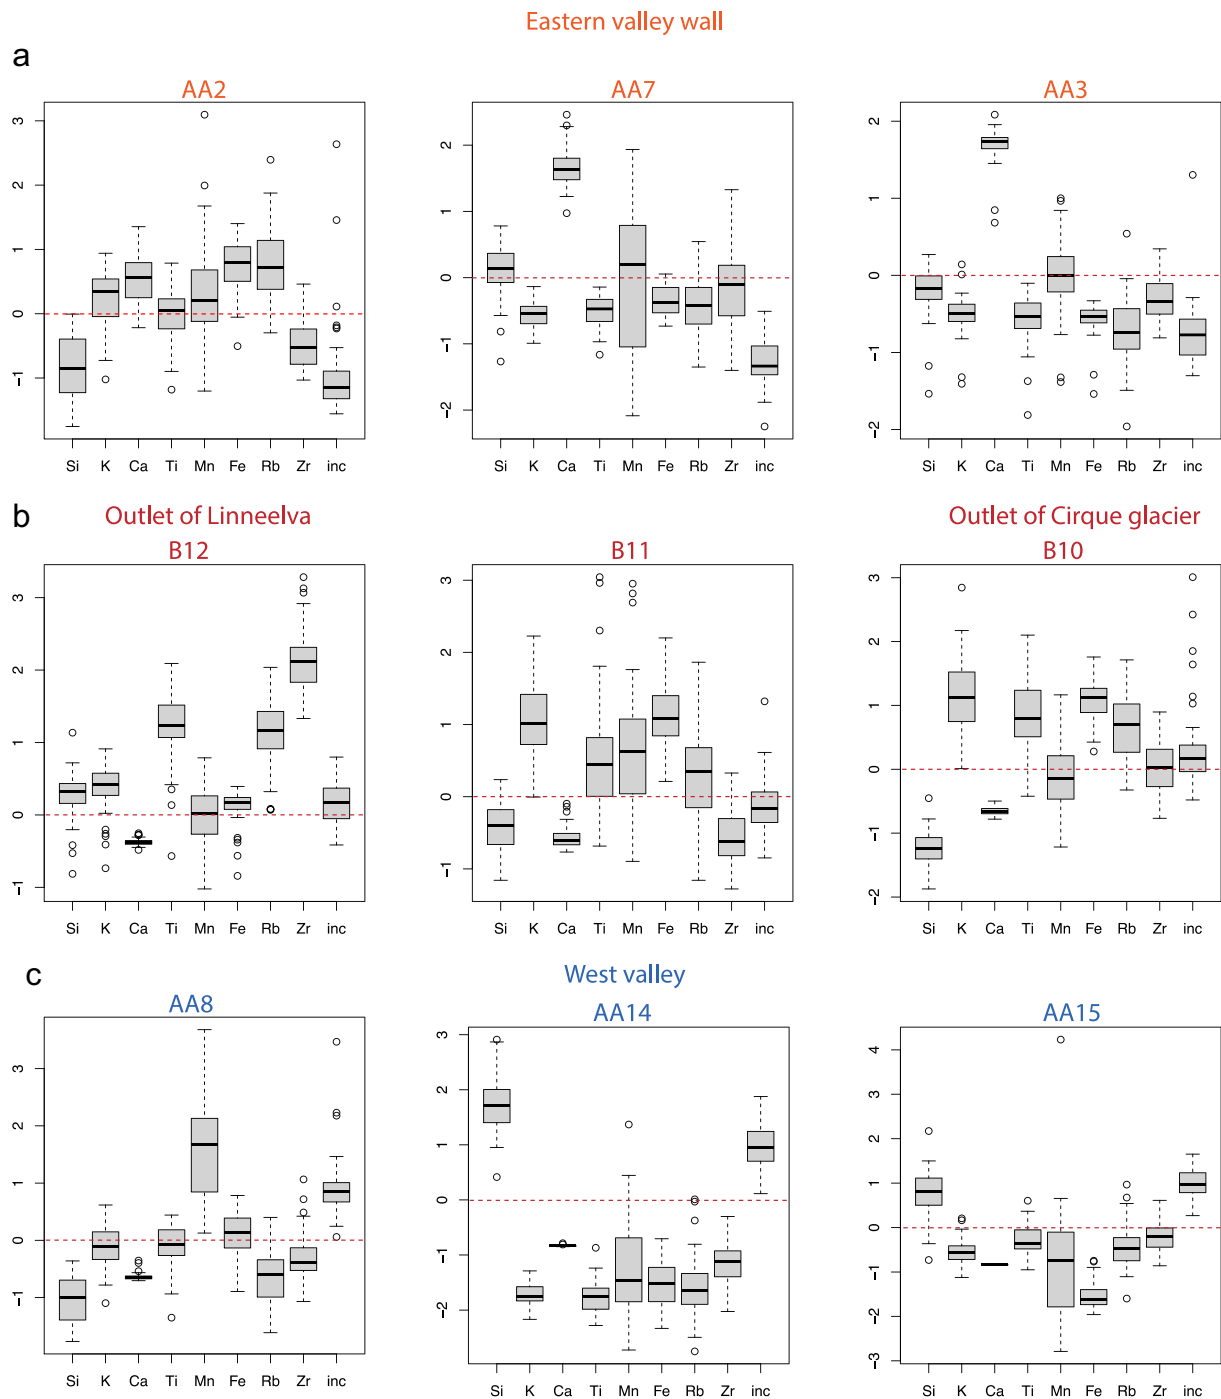 Eastern valley wall
a
AA2 AA7 AA3
3
2
1
0
−1
2
1
0
−1
−2
2
1
0
−1
−2
Si K Ca Ti Mn Fe Rb Zr inc
Si K Ca Ti Mn Fe Rb Zr inc
Si K Ca Ti Mn Fe Rb Zr inc
b
Outlet of Linneelva Outlet of Cirque glacier
B12 B11 B10
3
2
1
0
−1
3
2
1
0
−1
3
2
1
0
−1
−2
Si K Ca Ti Mn Fe Rb Zr inc
Si K Ca Ti Mn Fe Rb Zr inc
Si K Ca Ti Mn Fe Rb Zr inc
c
West valley
AA8 AA14 AA15
3
2
1
0
−1
3
2
1
0
−1
−2
4
3
2
1
0
−1
−2
−3
Si K Ca Ti Mn Fe Rb Zr inc
Si K Ca Ti Mn Fe Rb Zr inc
Si K Ca Ti Mn Fe Rb Zr inc